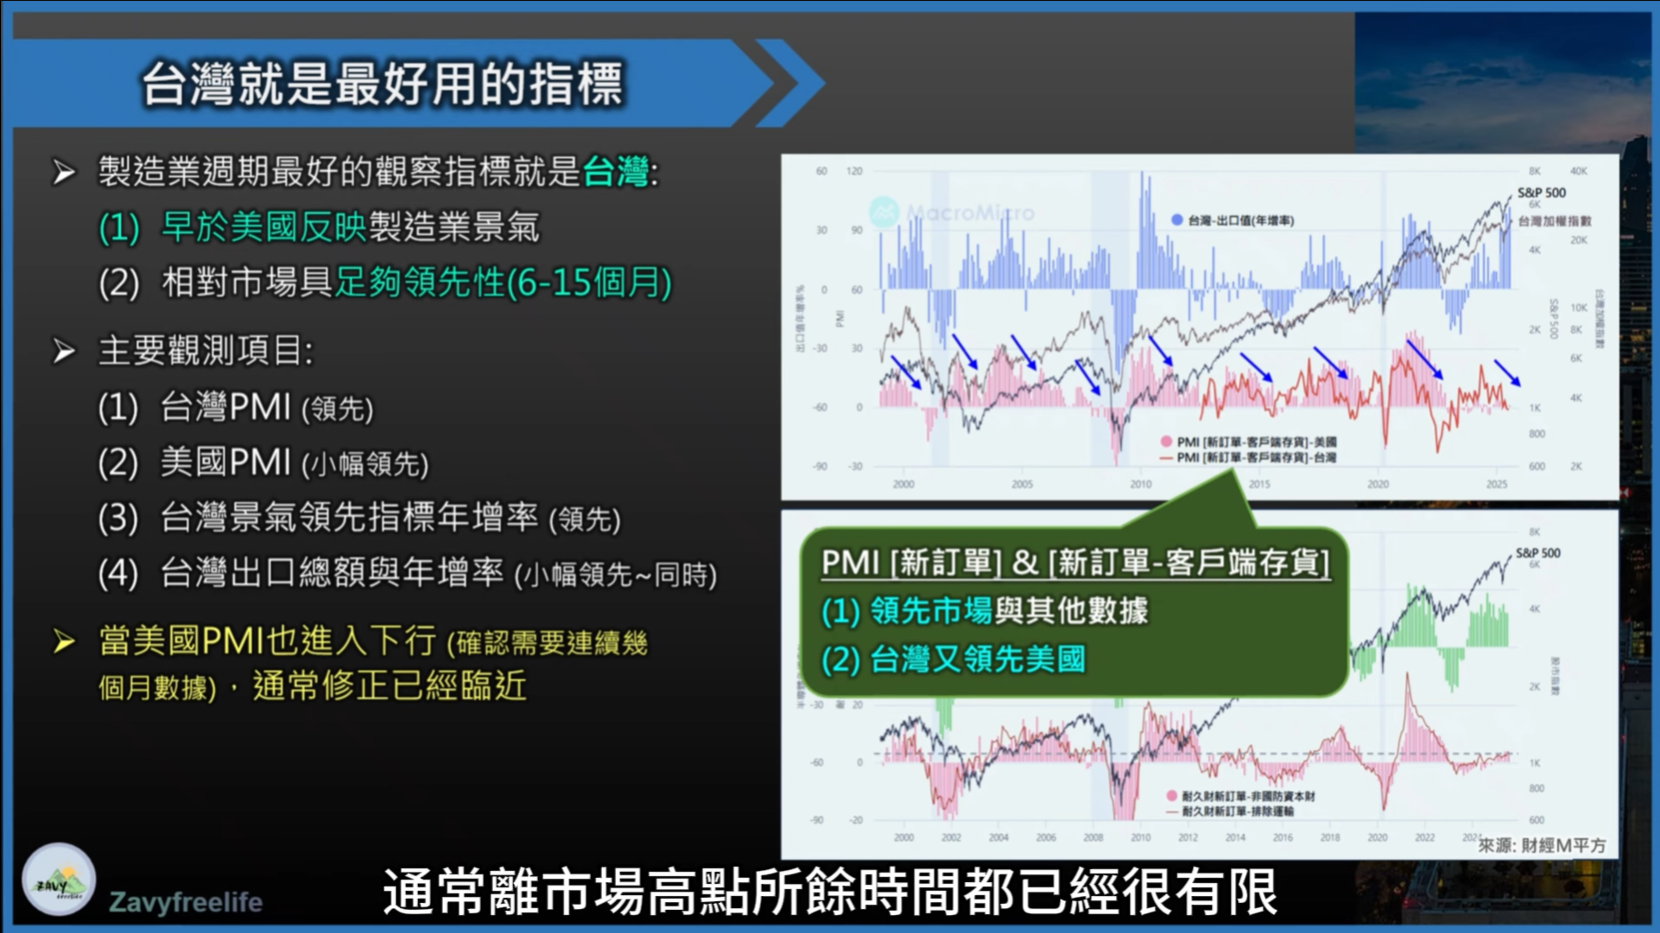 台灣就是最好用的指標
➢ 製造業週期最好的觀察指標就是台灣:
(1) 早於美國反映製造業景氣
(2) 相對市場具足夠領先性(6-15個月)
➢ 主要觀測項目:
(1) 台灣PMI (領先)
(2) 美國PMI (小幅領先)
(3) 台灣景氣領先指標年增率 (領先)
(4) 台灣出口總額與年增率 (小幅領先~同時)
➢ 當美國PMI也進入下行 (確認需要連續幾
個月數據)，通常修正已經臨近
60 120 8K 40K
S&P 500
MacroMicro
台灣-出口值(年增率)
6K
台灣加權指數
30 90 4K 20K
0 60 10K
出口值年增率%
PMI
S&P500
台灣加權指數
2K 8K
-30 30 6K
4K
-60 0 1K
800
PMI [新訂單-客戶端存貨]-美國
PMI [新訂單-客戶端存貨]-台灣
-90 -30 600 2K
2000 2005 2010 2015 2020 2025
PMI [新訂單] & [新訂單-客戶端存貨]
(1) 領先市場與其他數據
(2) 台灣又領先美國
8K
S&P 500
6K
4K
股市指數
2K
-30 20
-60 0 1K
800
耐久財新訂單-非國防資本財
耐久財新訂單-排除運輸
-90 -20 600
2000 2002 2004 2006 2008 2010 2012 2014 2016 2018 2020 2022
來源: 財經M平方
ZAVY
freelife
Zavyfreelife
通常離市場高點所餘時間都已經很有限